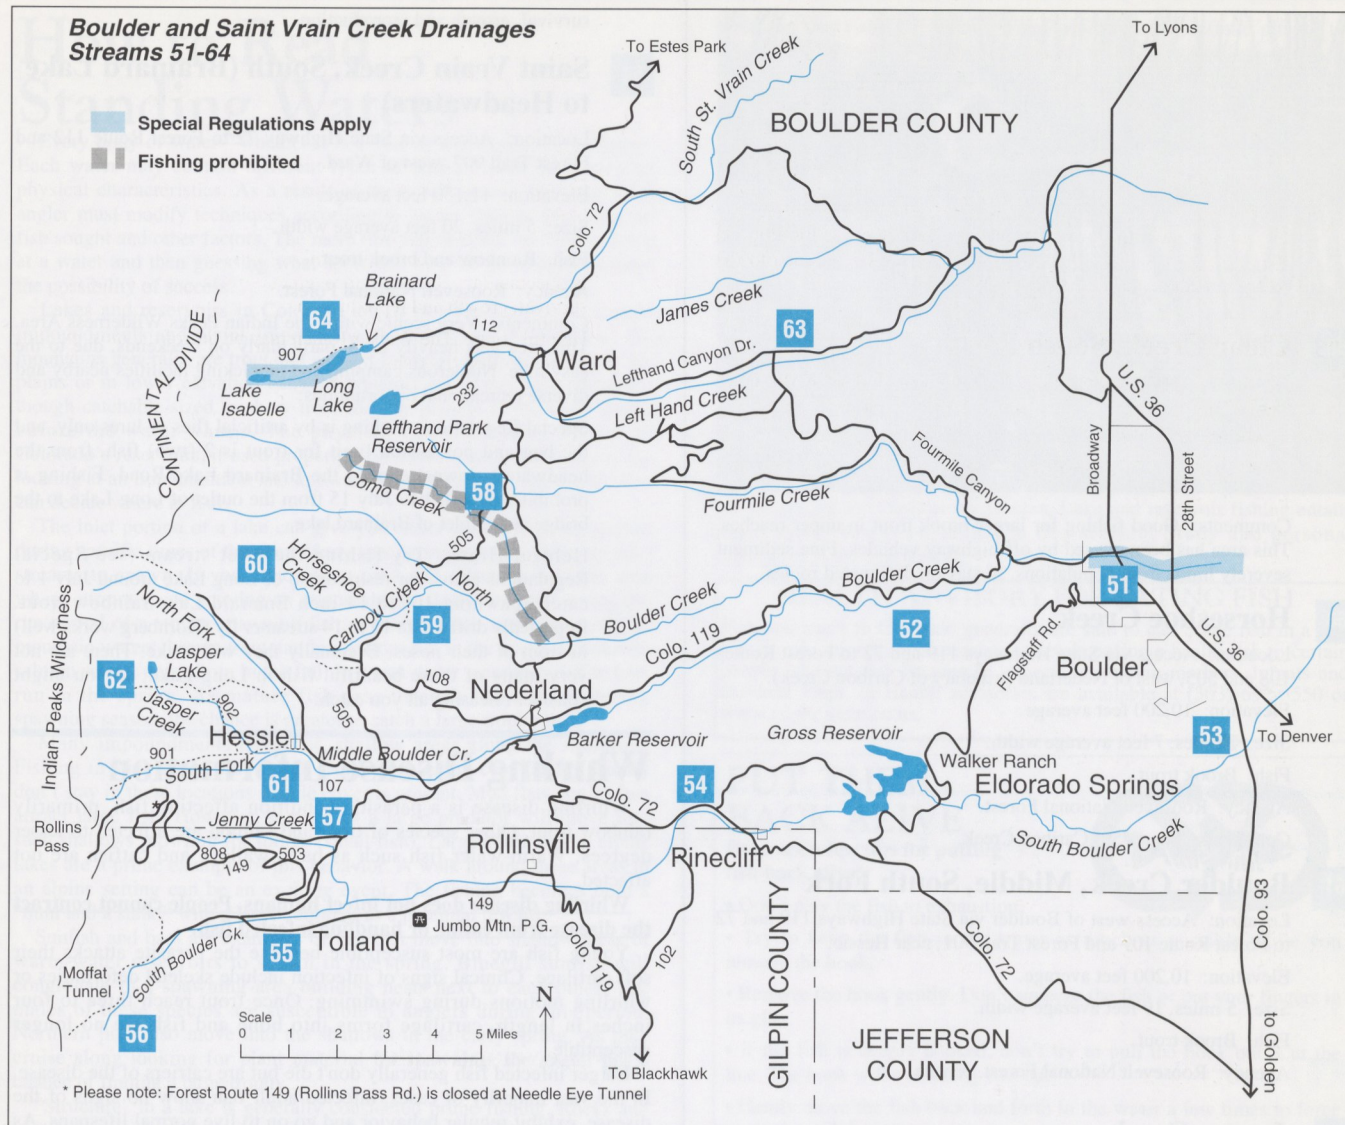 Boulder and Saint Vrain Creek Drainages
Streams 51-64
Special Regulations Apply
Fishing prohibited
To Estes Park
South St. Vrain Creek
BOULDER COUNTY
To Lyons
Colo. 72
Brainard
Lake
64
112
907
Lake
Isabelle
Long
Lake
CONTINENTAL DIVIDE
232
Lefthand Park
Reservoir
Ward
James Creek
63
Lefthand Canyon Dr.
Left Hand Creek
U.S. 36
Broadway
28th Street
Fourmile Canyon
Fourmile Creek
Como Creek
58
505
North
60
Horseshoe
Creek
Caribou Creek
59
Boulder Creek
Boulder Creek
Colo. 119
52
51
Flagstaff Rd.
Boulder
U.S. 36
53
To Denver
Indian Peaks Wilderness
North Fork
Jasper
Lake
62
Jasper
Creek
902
108
505
Nederland
Hessie
901
South Fork
61
Middle Boulder Cr.
107
57
Barker Reservoir
Gross Reservoir
Walker Ranch
Eldorado Springs
South Boulder Creek
54
Colo. 72
Rollins
Pass
*
Jenny Creek
808
503
149
Rollinsville
Pinecliff
149
Jumbo Mtn. P.G.
Tolland
55
South Boulder Ck.
Moffat
Tunnel
56
Colo. 119
102
To Blackhawk
GILPIN COUNTY
JEFFERSON
COUNTY
Colo. 72
Colo. 93
to Golden
N
Scale
0 1 2 3 4 5 Miles
* Please note: Forest Route 149 (Rollins Pass Rd.) is closed at Needle Eye Tunnel